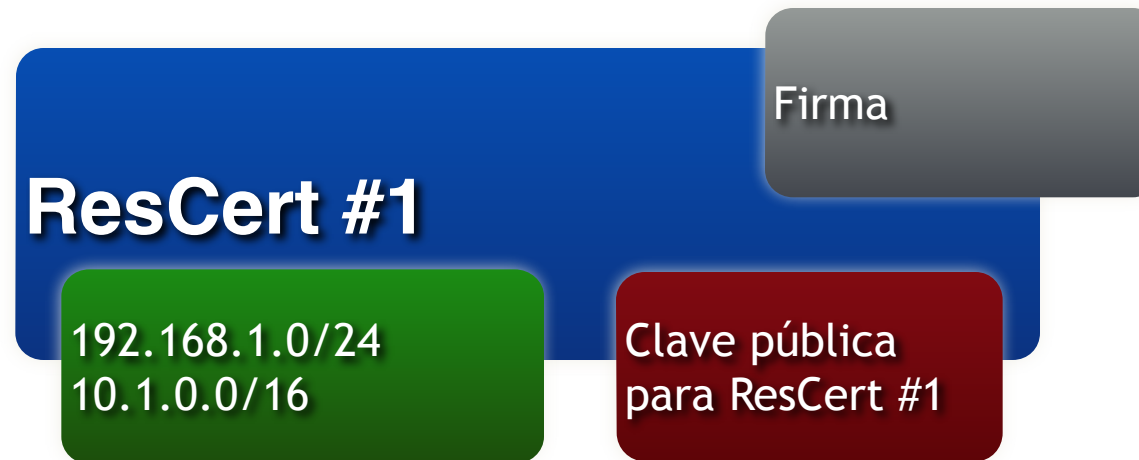 Firma
ResCert #1
192.168.1.0/24
10.1.0.0/16
Clave pública
para ResCert #1